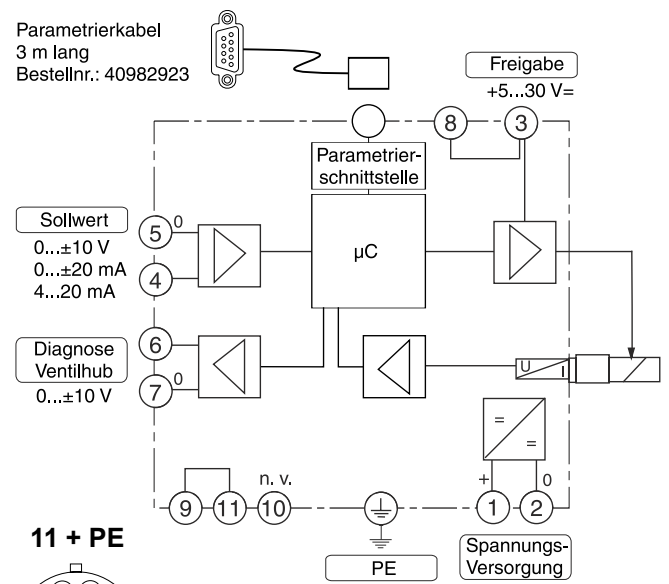 Parametrierkabel
3 m lang
Bestellnr.: 40982923
Freigabe
+5...30 V=
8
3
Parametrier-
schnittstelle
Sollwert
0...±10 V
0...±20 mA
4...20 mA
5
0
4
µC
Diagnose
Ventilhub
0...±10 V
6
7
0
U
I
=
=
+
0
n. v.
9
11
10
1
2
11 + PE
PE
Spannungs-
Versorgung